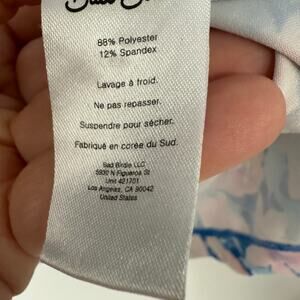 88% Polyester
12% Spandex
Lavage à froid.
Ne pas repasser.
Suspendre pour sécher.
Fabriqué en corée du Sud.
Bad Birdie LLC
5930 N Figueroa St
Unit 421701
Los Angeles, CA 90042
United States